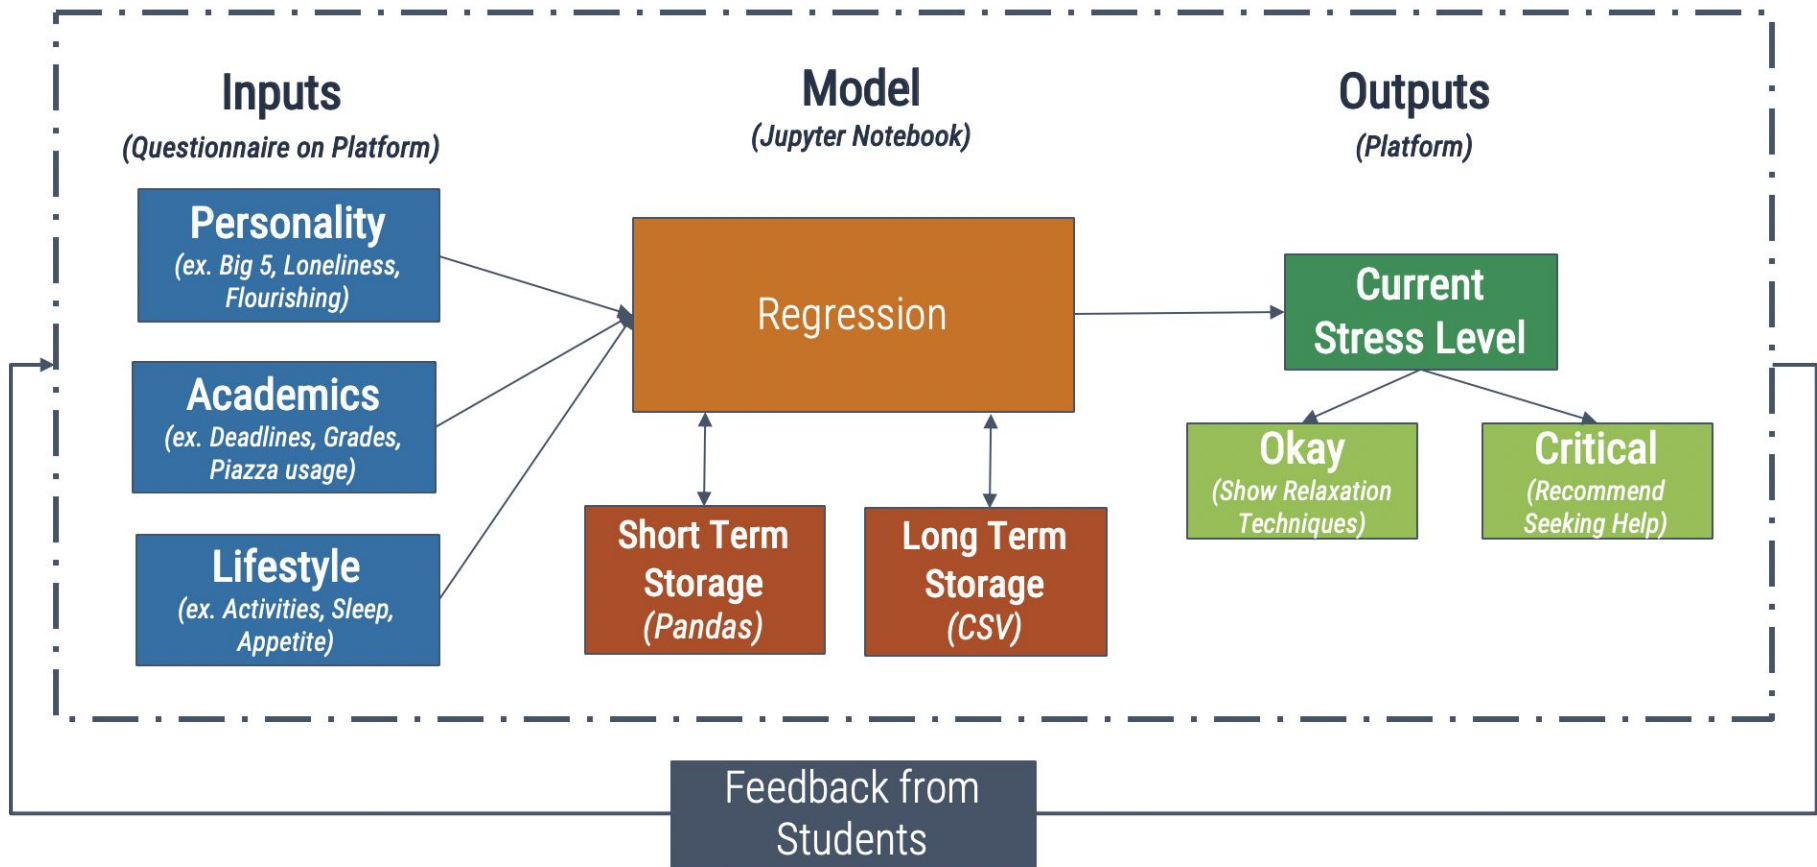 Inputs
(Questionnaire on Platform)
Personality
(ex. Big 5, Loneliness,
Flourishing)
Academics
(ex. Deadlines, Grades,
Piazza usage)
Lifestyle
(ex. Activities, Sleep,
Appetite)
Model
(Jupyter Notebook)
Regression
Short Term
Storage
(Pandas)
Long Term
Storage
(CSV)
Outputs
(Platform)
Current
Stress Level
Okay
(Show Relaxation
Techniques)
Critical
(Recommend
Seeking Help)
Feedback from
Students